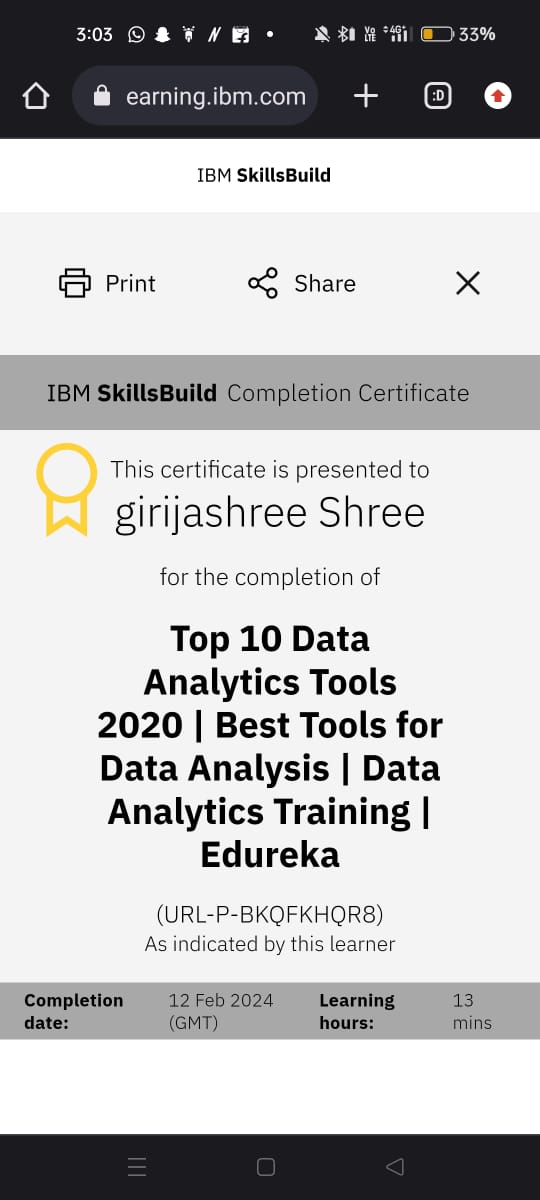 3:03
VO LTE 4G+ 33%
earning.ibm.com
:D
IBM SkillsBuild
Print Share
IBM SkillsBuild Completion Certificate
This certificate is presented to
girijashree Shree
for the completion of
Top 10 Data
Analytics Tools
2020 | Best Tools for
Data Analysis | Data
Analytics Training |
Edureka
(URL-P-BKQFKHQR8)
As indicated by this learner
Completion date: 12 Feb 2024 (GMT) Learning hours: 13 mins